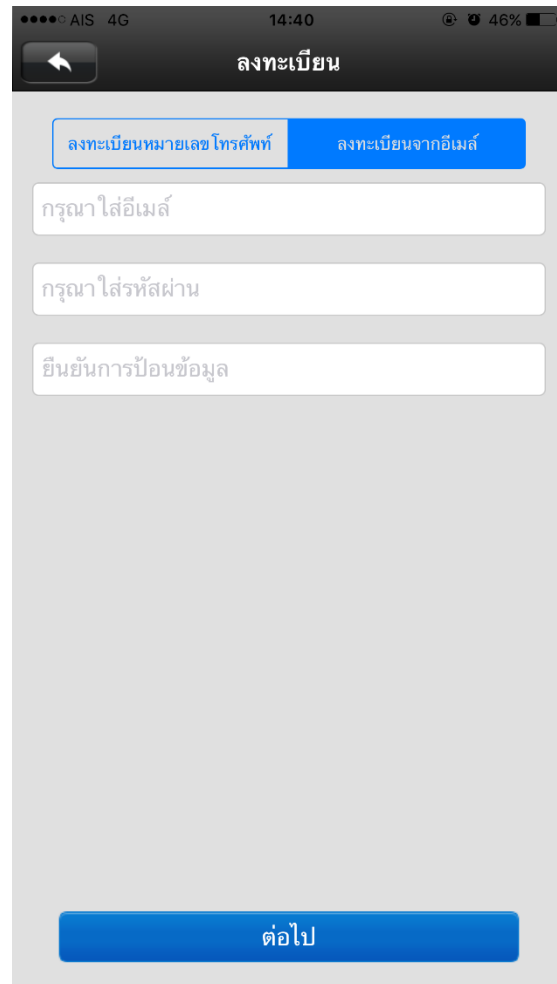 AIS 4G 14:40 46%
ลงทะเบียน
ลงทะเบียนหมายเลขโทรศัพท์ ลงทะเบียนจากอีเมล์
กรุณาใส่อีเมล์
กรุณาใส่รหัสผ่าน
ยืนยันการป้อนข้อมูล
ต่อไป